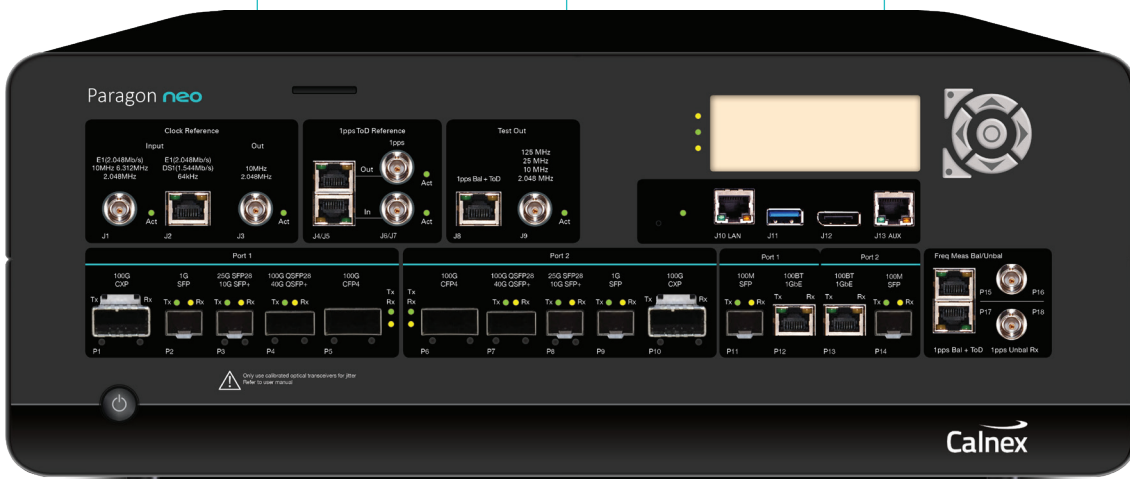 Paragon neo
Clock Reference
Input
Out
E1(2.048Mb/s)
10MHz 6.312MHz
2.048MHz
E1(2.048Mb/s)
DS1(1.544Mb/s)
64kHz
10MHz
2.048MHz
Act
Act
J1
J2
J3
1pps ToD Reference
1pps
Out
Act
In
Act
J4/J5
J6/J7
Test Out
1pps Bal + ToD
125 MHz
25 MHz
10 MHz
2.048 MHz
Act
J8
J9
J10 LAN
J11
J12
J13 AUX
Port 1
100G
CXP
1G
SFP
25G SFP28
10G SFP+
100G QSFP28
40G QSFP+
100G
CFP4
Tx
Rx
Tx
Rx
Tx
Rx
Tx
Rx
Tx
Rx
P1
P2
P3
P4
P5
Port 2
100G
CFP4
100G QSFP28
40G QSFP+
25G SFP28
10G SFP+
1G
SFP
100G
CXP
Tx
Rx
Tx
Rx
Tx
Rx
Tx
Rx
Tx
Rx
P6
P7
P8
P9
P10
Port 1
100M
SFP
100BT
1GbE
Tx
Rx
Tx
Rx
P11
P12
Port 2
100BT
1GbE
100M
SFP
Tx
Rx
Tx
Rx
P13
P14
Freq Meas Bal/Unbal
P15
P16
P17
P18
1pps Bal + ToD
1pps Unbal Rx
Only use calibrated optical transceivers for jitter
Refer to user manual
Calnex